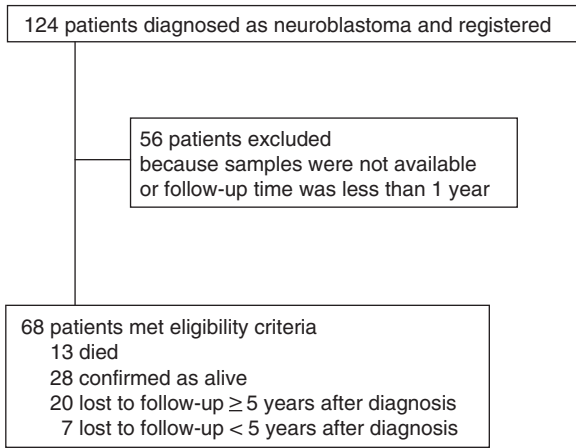 124 patients diagnosed as neuroblastoma and registered
56 patients excluded
because samples were not available
or follow-up time was less than 1 year
68 patients met eligibility criteria
13 died
28 confirmed as alive
20 lost to follow-up ≥ 5 years after diagnosis
7 lost to follow-up < 5 years after diagnosis